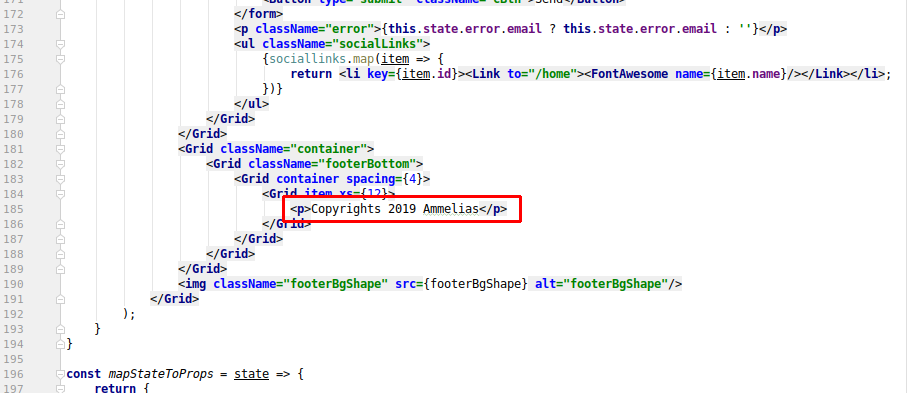 171 <Button type="submit" className="cBtn">Send</Button>
172 </form>
173 <p className="error">{this.state.error.email ? this.state.error.email : ''}</p>
174 <ul className="socialLinks">
175 {sociallinks.map(item => {
176 return <li key={item.id}><Link to="/home"><FontAwesome name={item.name}/></Link></li>;
177 })}
178 </ul>
179 </Grid>
180 </Grid>
181 <Grid className="container">
182 <Grid className="footerBottom">
183 <Grid container spacing={4}>
184 <Grid item xs={12}>
185 <p>Copyrights 2019 Ammelias</p>
186 </Grid>
187 </Grid>
188 </Grid>
189 </Grid>
190 <img className="footerBgShape" src={footerBgShape} alt="footerBgShape"/>
191 </Grid>
192 );
193 }
194 }
195
196 const mapStateToProps = state => {
197 return {